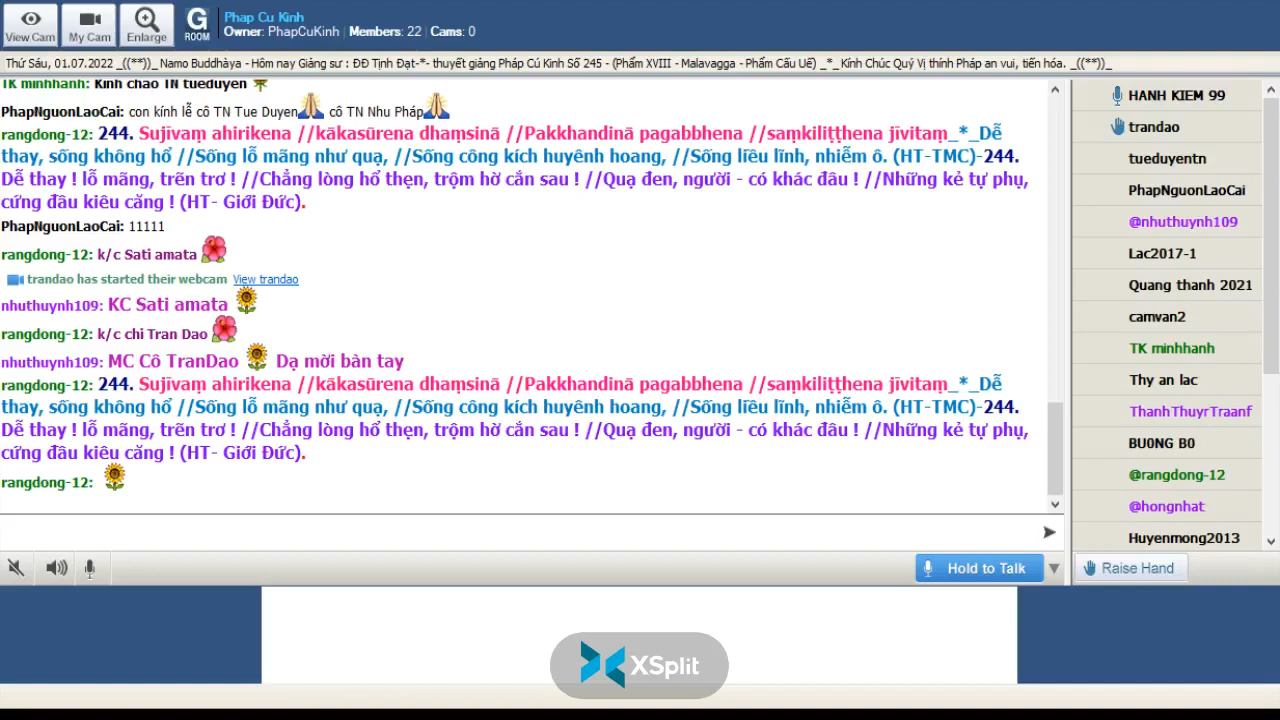 View Cam
My Cam
Enlarge
G
ROOM
Phap Cu Kinh
Owner: PhapCuKinh | Members: 22 | Cams: 0
Thứ Sáu, 01.07.2022 _((**))_ Namo Buddhàya - Hôm nay Giảng sư : ĐĐ Tịnh Đạt-*- thuyết giảng Pháp Cú Kinh Số 245 - (Phẩm XVIII - Malavagga - Phẩm Cấu Uế) _*_ Kính Chúc Quý Vị thính Pháp an vui, tiến hóa. _((**))_
TK minhhanh: Kinh chao TN tueduyen
PhapNguonLaoCai: con kính lễ cô TN Tue Duyen cô TN Nhu Pháp
rangdong-12: 244. Sujīvaṃ ahirikena //kākasūrena dhaṃsinā //Pakkhandinā pagabbhena //saṃkiliṭṭhena jīvitaṃ_*_Dễ
thay, sống không hổ //Sống lỗ mãng như quạ, //Sống công kích huyênh hoang, //Sống liều lĩnh, nhiễm ô. (HT-TMC)-244.
Dễ thay ! lỗ mãng, trẽn trơ ! //Chẳng lòng hổ thẹn, trộm hờ cắn sau ! //Quạ đen, người - có khác đâu ! //Những kẻ tự phụ,
cứng đầu kiêu căng ! (HT- Giới Đức).
PhapNguonLaoCai: 11111
rangdong-12: k/c Sati amata
trandao has started their webcam View trandao
nhuthuynh109: KC Sati amata
rangdong-12: k/c chi Tran Dao
nhuthuynh109: MC Cô TranDao Dạ mời bàn tay
rangdong-12: 244. Sujīvaṃ ahirikena //kākasūrena dhaṃsinā //Pakkhandinā pagabbhena //saṃkiliṭṭhena jīvitaṃ_*_Dễ
thay, sống không hổ //Sống lỗ mãng như quạ, //Sống công kích huyênh hoang, //Sống liều lĩnh, nhiễm ô. (HT-TMC)-244.
Dễ thay ! lỗ mãng, trẽn trơ ! //Chẳng lòng hổ thẹn, trộm hờ cắn sau ! //Quạ đen, người - có khác đâu ! //Những kẻ tự phụ,
cứng đầu kiêu căng ! (HT- Giới Đức).
rangdong-12:
HANH KIEM 99
trandao
tueduyentn
PhapNguonLaoCai
@nhuthuynh109
Lac2017-1
Quang thanh 2021
camvan2
TK minhhanh
Thy an lac
ThanhThuyrTraanf
BU0NG B0
@rangdong-12
@hongnhat
Huyenmong2013
Hold to Talk
Raise Hand
XSplit